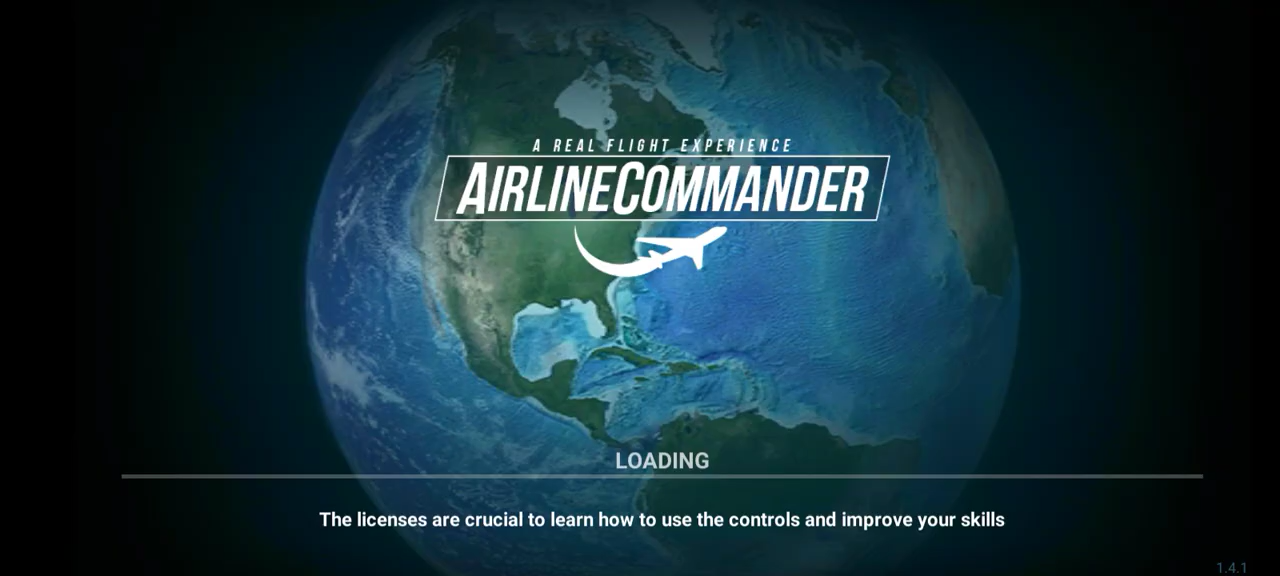 A REAL FLIGHT EXPERIENCE
AIRLINECOMMANDER
LOADING
The licenses are crucial to learn how to use the controls and improve your skills
1.4.1